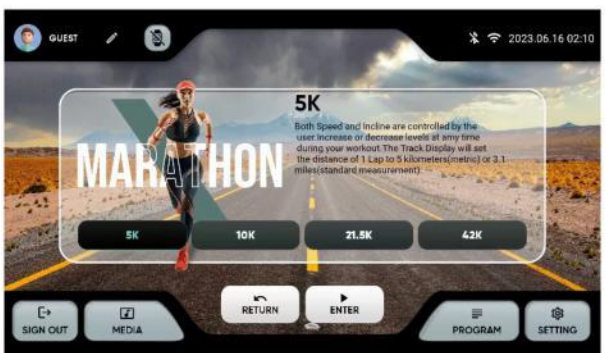 GUEST
2023.06.16 02:10
5K
Both Speed and Incline are controlled by the
user.Increase or decrease levels at amy time
during your workout.The Track Display will set
the distance of 1 Lap to 5 kilometers(metric) or 3.1
miles(standard measurement).
MARATHON
5K
10K
21.5K
42K
RETURN
ENTER
SIGN OUT
MEDIA
PROGRAM
SETTING